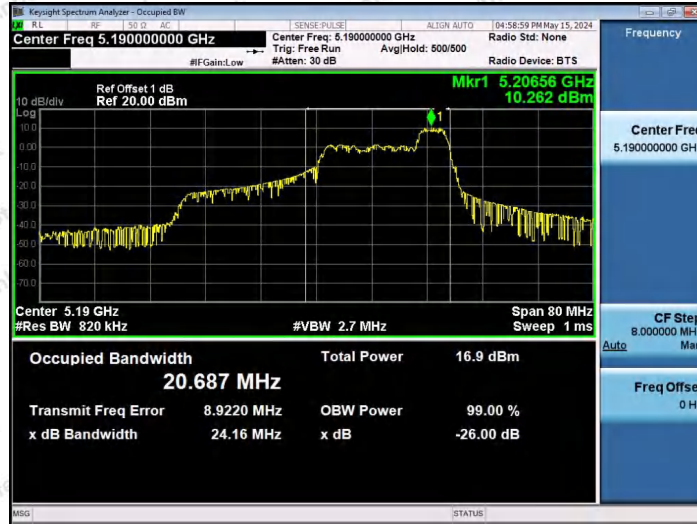 Keysight Spectrum Analyzer - Occupied BW
RL RF 50 Ω AC SENSE:PULSE ALIGN AUTO 04:58:59 PM May 15, 2024
Center Freq 5.190000000 GHz
Center Freq: 5.190000000 GHz
Radio Std: None
Trig: Free Run Avg|Hold: 500/500
#IFGain:Low #Atten: 30 dB Radio Device: BTS
Frequency
Ref Offset 1 dB
Mkr1 5.20656 GHz
10 dB/div Ref 20.00 dBm
10.262 dBm
Log
10.0
0.00
-10.0
-20.0
-30.0
-40.0
-50.0
-60.0
-70.0
1
Center 5.19 GHz Span 80 MHz
#Res BW 820 kHz #VBW 2.7 MHz Sweep 1 ms
Occupied Bandwidth Total Power 16.9 dBm
20.687 MHz
Transmit Freq Error 8.9220 MHz OBW Power 99.00 %
x dB Bandwidth 24.16 MHz x dB -26.00 dB
Center Fre
5.190000000 GH
CF Ste
8.000000 MH
Auto Ma
Freq Offse
0 H
MSG STATUS